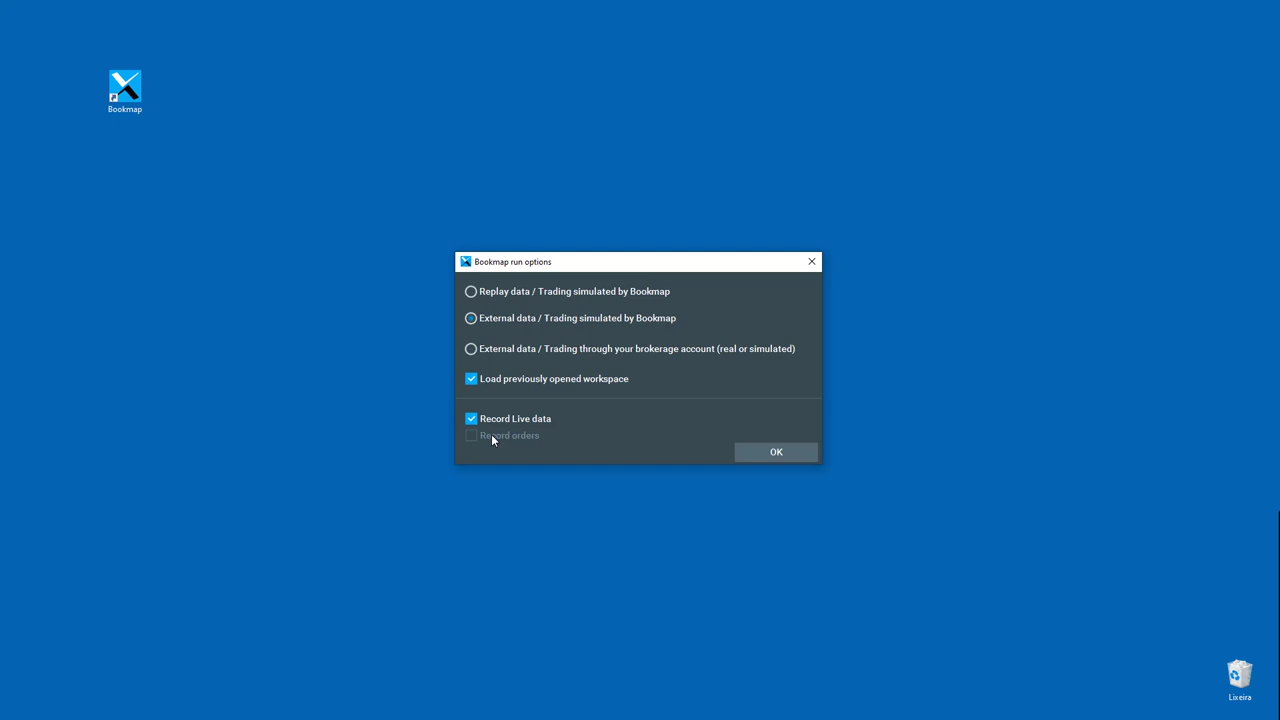 Bookmap
Bookmap run options
Replay data / Trading simulated by Bookmap
External data / Trading simulated by Bookmap
External data / Trading through your brokerage account (real or simulated)
Load previously opened workspace
Record Live data
Record orders
OK
Lixeira